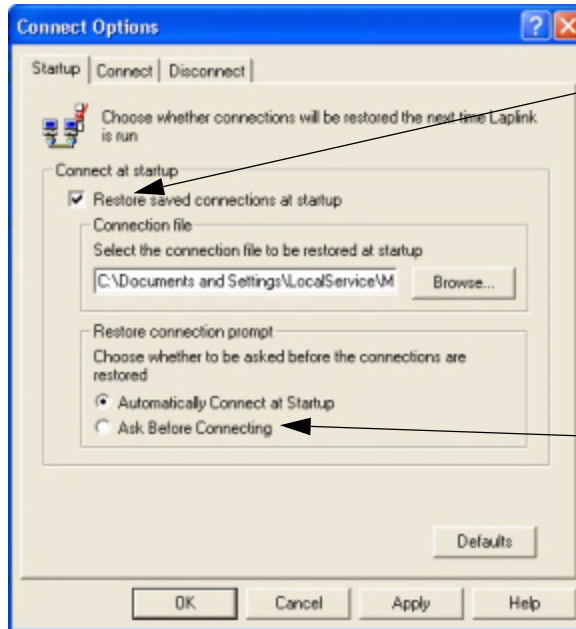 Connect Options
Startup
Connect
Disconnect
Choose whether connections will be restored the next time Laplink
is run
Connect at startup
Restore saved connections at startup
Connection file
Select the connection file to be restored at startup
C:\Documents and Settings\LocalService\M
Browse...
Restore connection prompt
Choose whether to be asked before the connections are
restored
Automatically Connect at Startup
Ask Before Connecting
Defaults
OK
Cancel
Apply
Help